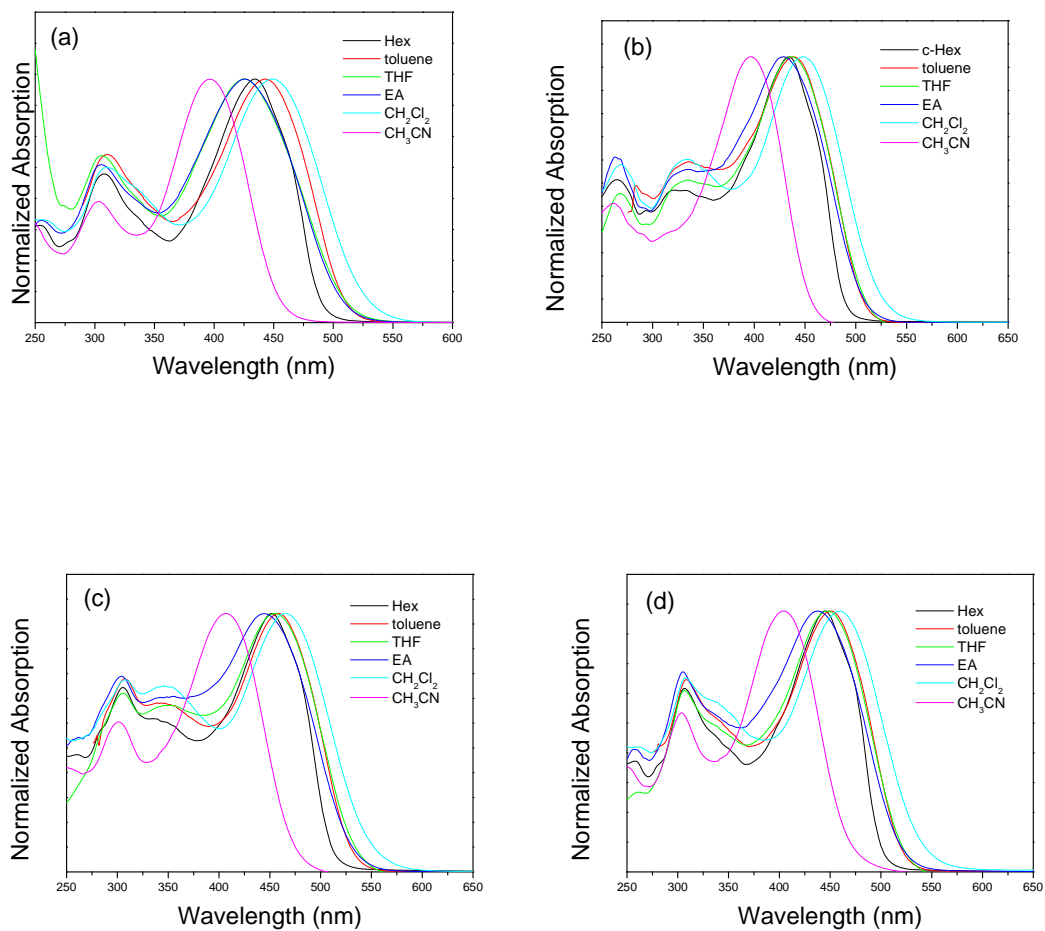 (a)
Hex
toluene
THF
EA
CH₂Cl₂
CH₃CN
Normalized Absorption
250 300 350 400 450 500 550 600
Wavelength (nm)
(b)
c-Hex
toluene
THF
EA
CH₂Cl₂
CH₃CN
Normalized Absorption
250 300 350 400 450 500 550 600 650
Wavelength (nm)
(c)
Hex
toluene
THF
EA
CH₂Cl₂
CH₃CN
Normalized Absorption
250 300 350 400 450 500 550 600 650
Wavelength (nm)
(d)
Hex
toluene
THF
EA
CH₂Cl₂
CH₃CN
Normalized Absorption
250 300 350 400 450 500 550 600 650
Wavelength (nm)